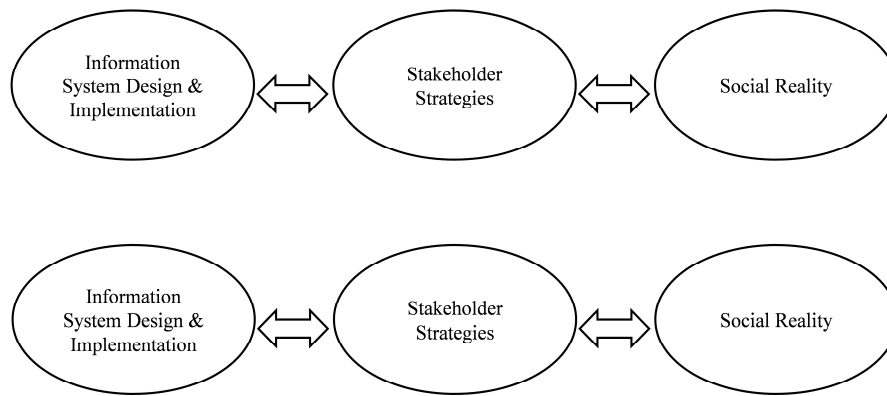 Information
System Design &
Implementation
Stakeholder
Strategies
Social Reality
Information
System Design &
Implementation
Stakeholder
Strategies
Social Reality